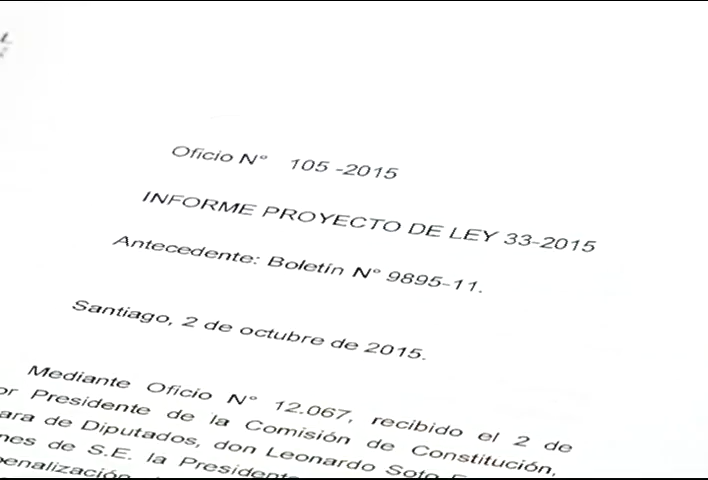 Oficio N° 105 -2015
INFORME PROYECTO DE LEY 33-2015
Antecedente: Boletín N° 9895-11.
Santiago, 2 de octubre de 2015.
Mediante Oficio N° 12.067, recibido el 2 de
Presidente de la Comisión de Constitución,
de Diputados, don Leonardo Soto
de S.E. la